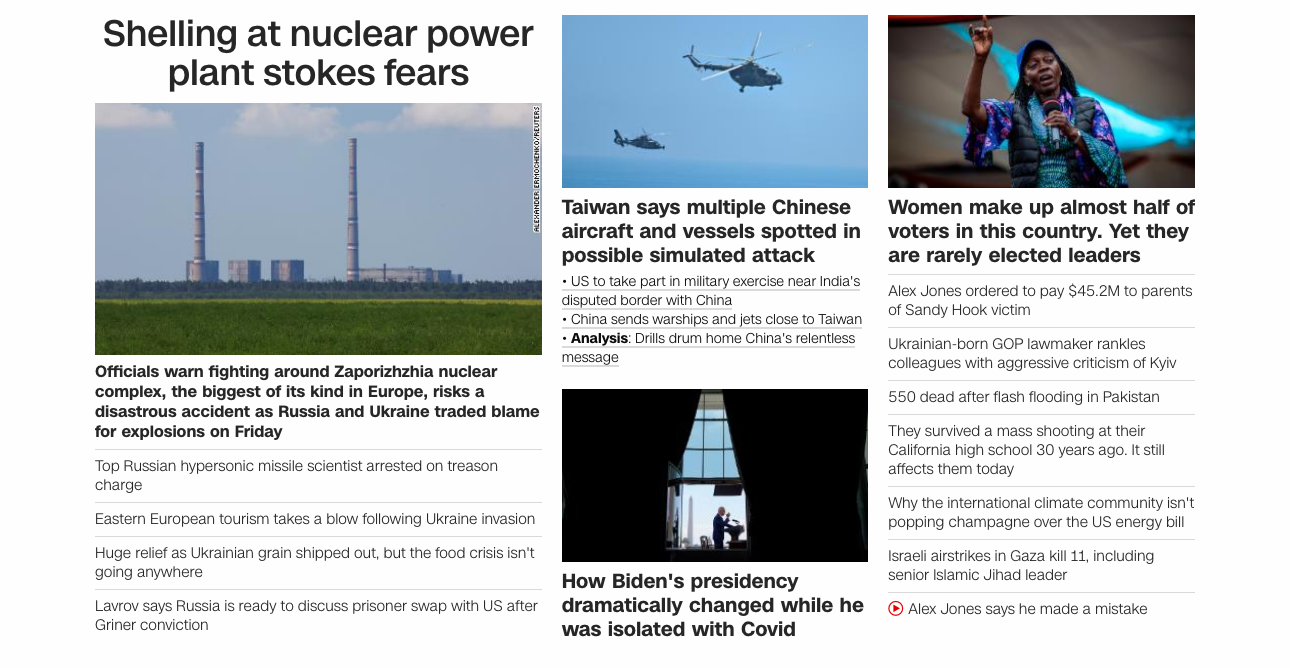 Shelling at nuclear power
plant stokes fears
ALEXANDER ERMOCHENKO/REUTERS
Officials warn fighting around Zaporizhzhia nuclear
complex, the biggest of its kind in Europe, risks a
disastrous accident as Russia and Ukraine traded blame
for explosions on Friday
Top Russian hypersonic missile scientist arrested on treason
charge
Eastern European tourism takes a blow following Ukraine invasion
Huge relief as Ukrainian grain shipped out, but the food crisis isn't
going anywhere
Lavrov says Russia is ready to discuss prisoner swap with US after
Griner conviction
Taiwan says multiple Chinese
aircraft and vessels spotted in
possible simulated attack
• US to take part in military exercise near India's
disputed border with China
• China sends warships and jets close to Taiwan
• Analysis: Drills drum home China's relentless
message
How Biden's presidency
dramatically changed while he
was isolated with Covid
Women make up almost half of
voters in this country. Yet they
are rarely elected leaders
Alex Jones ordered to pay $45.2M to parents
of Sandy Hook victim
Ukrainian-born GOP lawmaker rankles
colleagues with aggressive criticism of Kyiv
550 dead after flash flooding in Pakistan
They survived a mass shooting at their
California high school 30 years ago. It still
affects them today
Why the international climate community isn't
popping champagne over the US energy bill
Israeli airstrikes in Gaza kill 11, including
senior Islamic Jihad leader
Alex Jones says he made a mistake